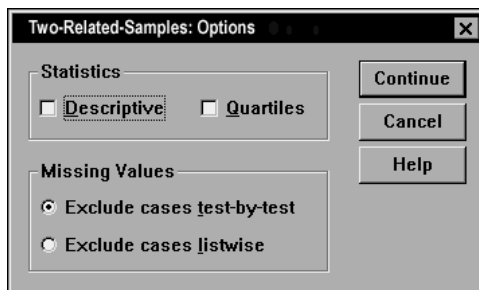 Two-Related-Samples: Options
Statistics
Descriptive Quartiles
Continue
Cancel
Help
Missing Values
Exclude cases test-by-test
Exclude cases listwise